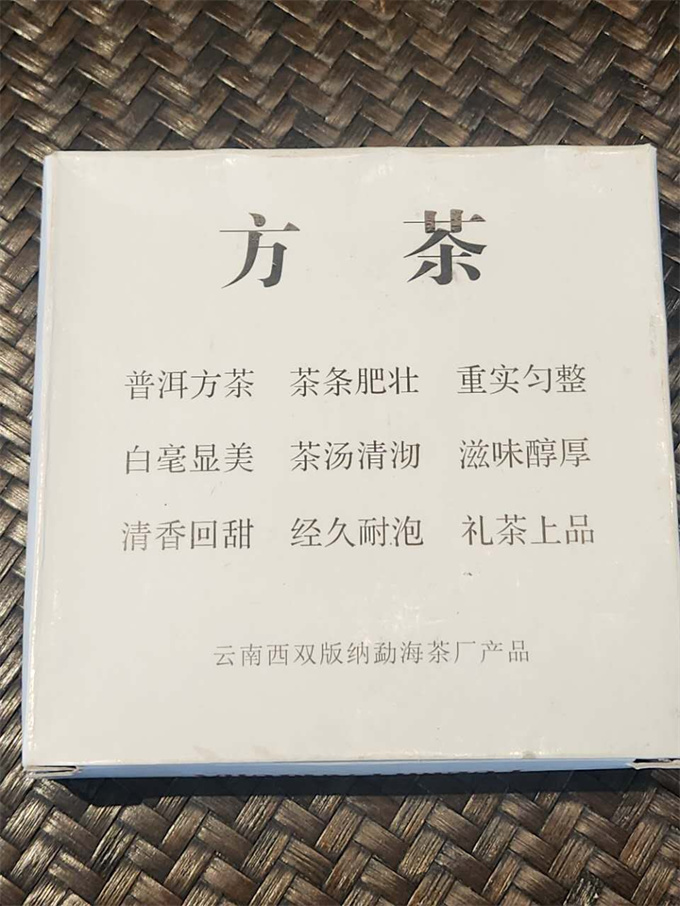 方 茶
普洱方茶 茶条肥壮 重实匀整
白毫显美 茶汤清沏 滋味醇厚
清香回甜 经久耐泡 礼茶上品
云南西双版纳勐海茶厂产品